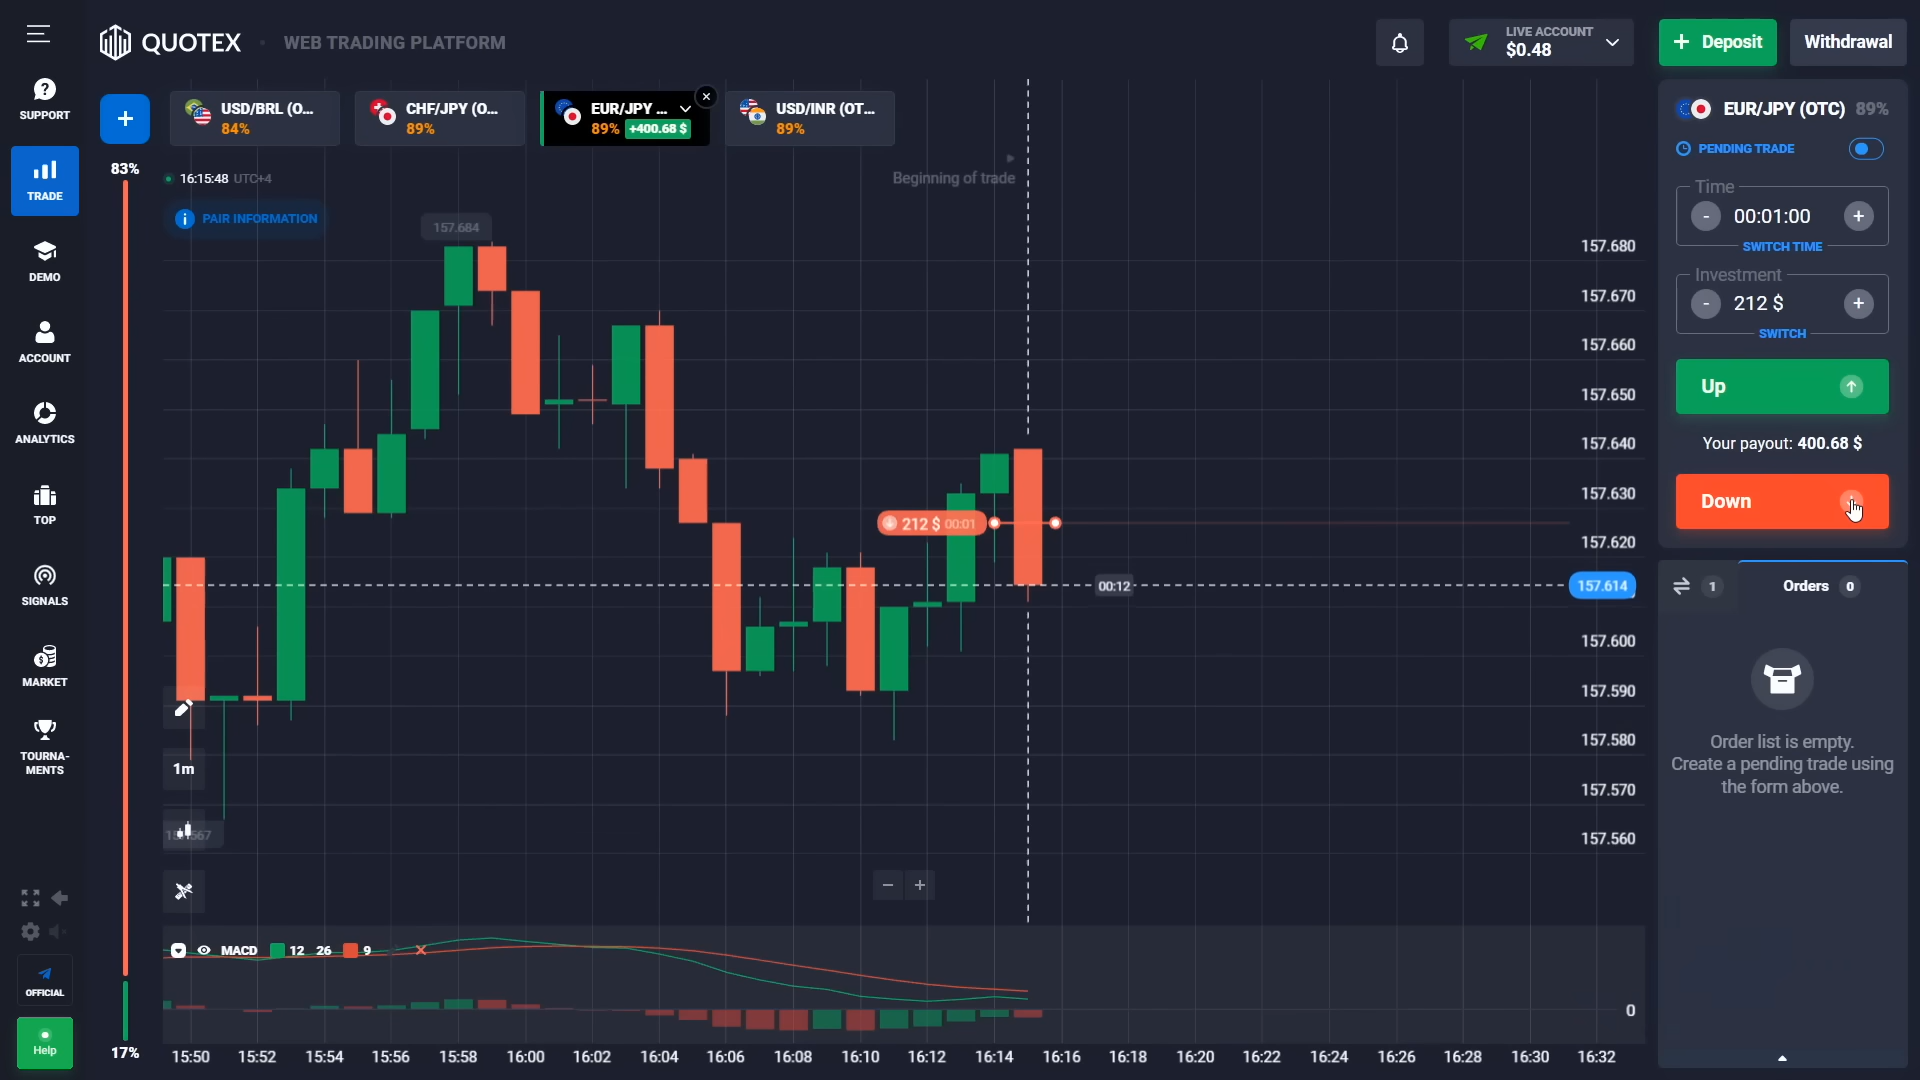 QUOTEX
WEB TRADING PLATFORM
LIVE ACCOUNT
$0.48
+ Deposit
Withdrawal
SUPPORT
TRADE
DEMO
ACCOUNT
ANALYTICS
TOP
SIGNALS
MARKET
TOURNA-
MENTS
OFFICIAL
Help
+
USD/BRL (O...
84%
CHF/JPY (O...
89%
EUR/JPY ...
89% +400.68 $
USD/INR (OT...
89%
83%
17%
16:15:48 UTC+4
PAIR INFORMATION
Beginning of trade
157.684
212 $ 00:01
00:12
157.614
157.680
157.670
157.660
157.650
157.640
157.630
157.620
157.600
157.590
157.580
157.570
157.560
1m
MACD 12 26 9
0
15:50 15:52 15:54 15:56 15:58 16:00 16:02 16:04 16:06 16:08 16:10 16:12 16:14 16:16 16:18 16:20 16:22 16:24 16:26 16:28 16:30 16:32
EUR/JPY (OTC) 89%
PENDING TRADE
Time
- 00:01:00 +
SWITCH TIME
Investment
- 212 $ +
SWITCH
Up
Your payout: 400.68 $
Down
1
Orders 0
Order list is empty.
Create a pending trade using
the form above.